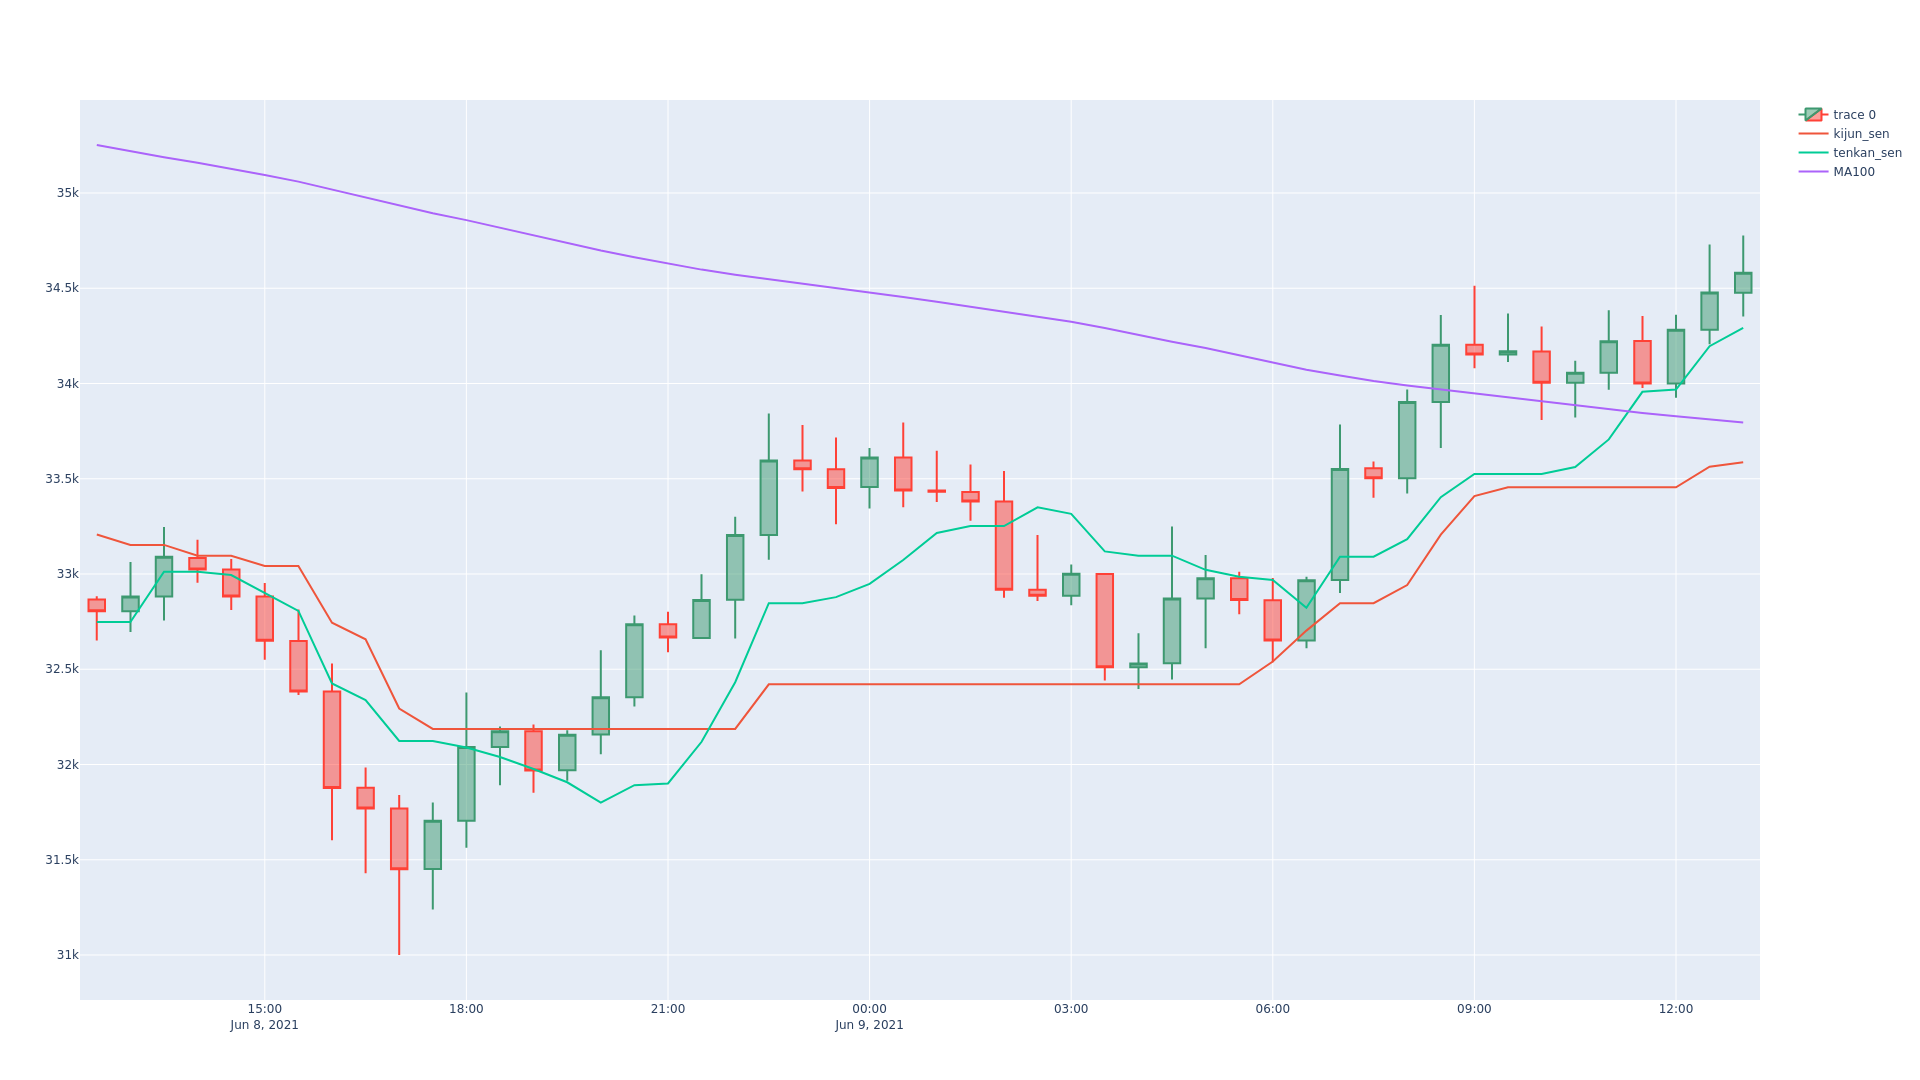 trace 0
kijun_sen
tenkan_sen
MA100
35k
34.5k
34k
33.5k
33k
32.5k
32k
31.5k
31k
15:00 18:00 21:00 00:00 03:00 06:00 09:00 12:00
Jun 8, 2021 Jun 9, 2021